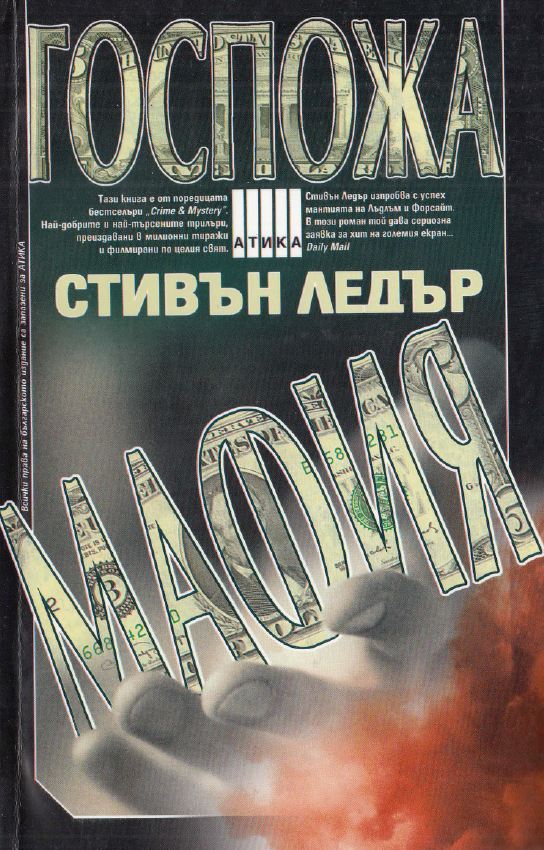 ГОСПОЖА
Тази книга е от поредицата
бестселъри „Crime & Mystery".
Най-добрите и най-търсените трилъри,
преиздавани в милионни тиражи
и филмирани по целия свят.
АТИКА
Стивън Ледър изпробва с успех
мантията на Лъдлъм и Форсайт.
В този роман той дава сериозна
заявка за хит на големия екран...
Daily Mail
СТИВЪН ЛЕДЪР
МАФИЯ
Всички права на българското издание са запазени за АТИКА